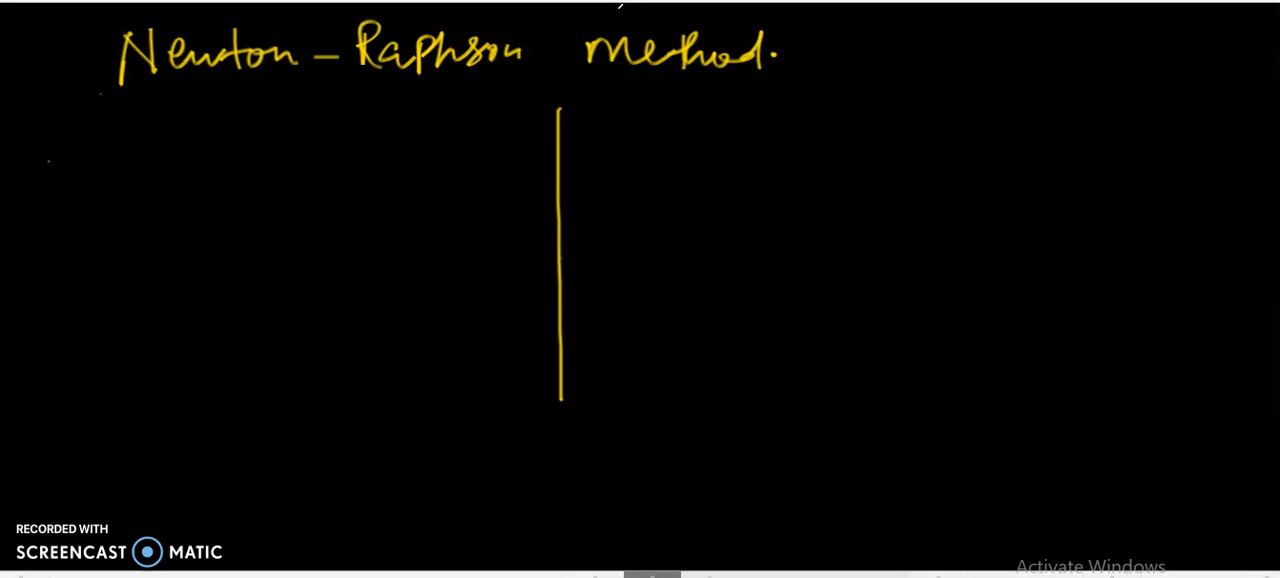 Newton - Raphson method.
RECORDED WITH
SCREENCAST MATIC
Activate Windows